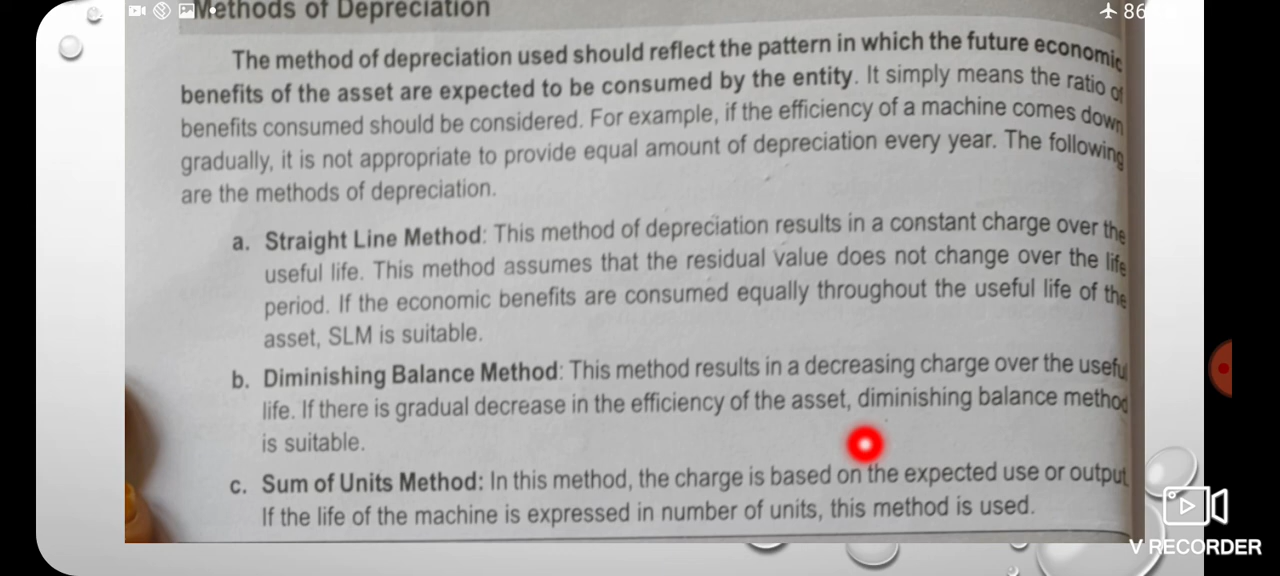 Methods of Depreciation
86
The method of depreciation used should reflect the pattern in which the future economic
benefits of the asset are expected to be consumed by the entity. It simply means the ratio of
benefits consumed should be considered. For example, if the efficiency of a machine comes down
gradually, it is not appropriate to provide equal amount of depreciation every year. The following
are the methods of depreciation.
a. Straight Line Method: This method of depreciation results in a constant charge over the
useful life. This method assumes that the residual value does not change over the life
period. If the economic benefits are consumed equally throughout the useful life of the
asset, SLM is suitable.
b. Diminishing Balance Method: This method results in a decreasing charge over the usefu
life. If there is gradual decrease in the efficiency of the asset, diminishing balance method
is suitable.
c. Sum of Units Method: In this method, the charge is based on the expected use or output
If the life of the machine is expressed in number of units, this method is used.
V RECORDER